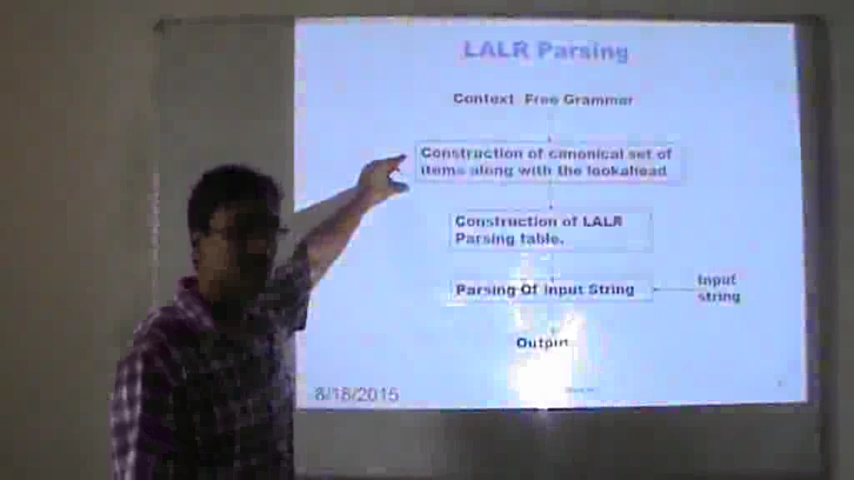 LALR Parsing
Context Free Grammer
Construction of canonical set of
items along with the lookahead
Construction of LALR
Parsing table.
Parsing Of Input String
Input
string
Output
8/18/2015